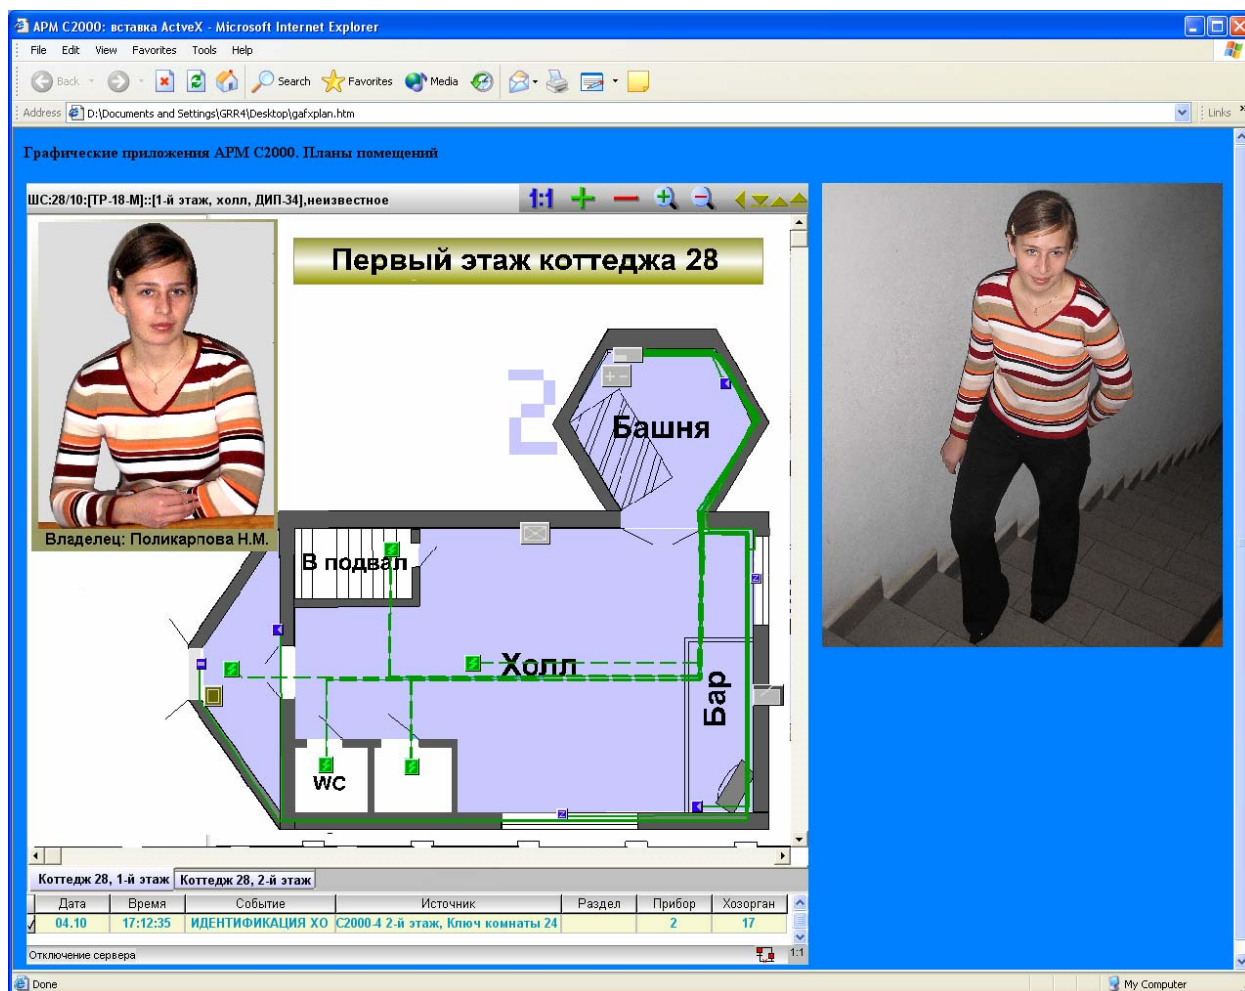 АРМ С2000: вставка ActveX - Microsoft Internet Explorer
File Edit View Favorites Tools Help
Back Search Favorites Media
Address D:\Documents and Settings\GRR4\Desktop\gafxplan.htm Links
Графические приложения АРМ С2000. Планы помещений
ШС:28/10:[ТР-18-М]::[1-й этаж, холл, ДИП-34],неизвестное 1:1
Первый этаж коттеджа 28
2
Башня
Владелец: Поликарпова Н.М.
В подвал
Холл
Бар
WC
Коттедж 28, 1-й этаж Коттедж 28, 2-й этаж
Дата Время Событие Источник Раздел Прибор Хозорган
04.10 17:12:35 ИДЕНТИФИКАЦИЯ ХО С2000-4 2-й этаж, Ключ комнаты 24 2 17
Отключение сервера 1:1
Done My Computer